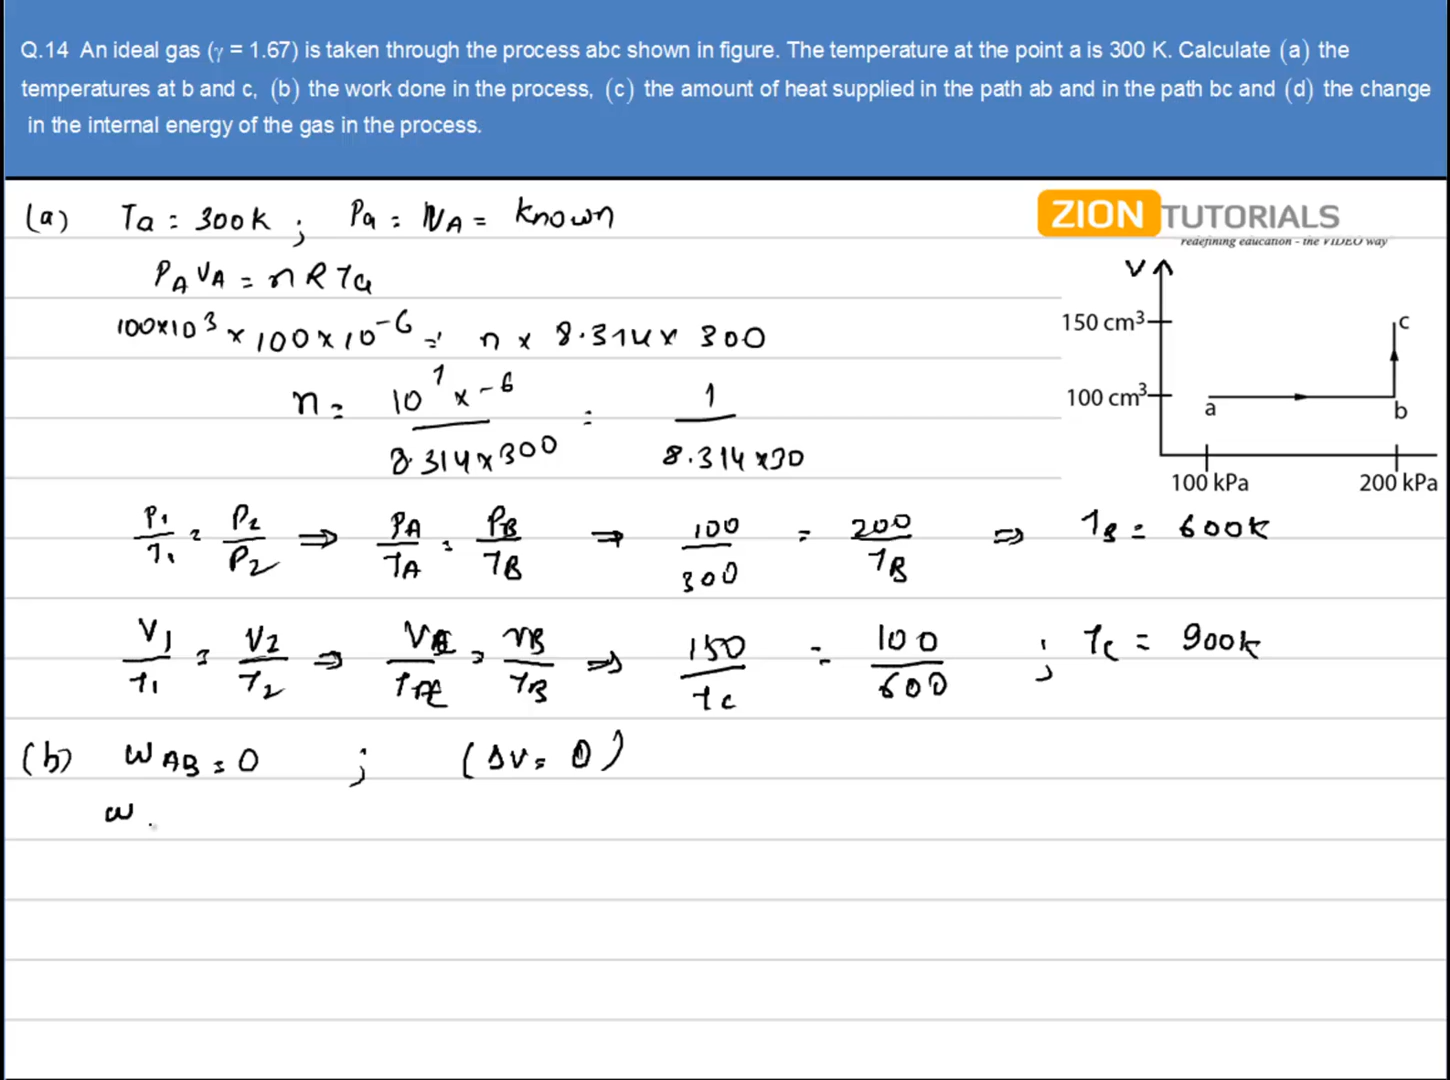 Q.14 An ideal gas (γ = 1.67) is taken through the process abc shown in figure. The temperature at the point a is 300 K. Calculate (a) the
temperatures at b and c, (b) the work done in the process, (c) the amount of heat supplied in the path ab and in the path bc and (d) the change
in the internal energy of the gas in the process.
(a) Ta = 300k ; Pa = VA = known
ZION TUTORIALS
redefining education - the VIDEO way
PA VA = n R Ta
V
100x10^3 x 100 x 10^-6 = n x 8.314 x 300
150 cm³
c
n = 10^7 x -6 / 8.314 x 300 = 1 / 8.314 x 30
100 cm³
a
b
100 kPa
200 kPa
P1/T1 = P2/P2 ⇒ PA/TA = PB/TB ⇒ 100/300 = 200/TB ⇒ TB = 600k
V1/T1 = V2/T2 ⇒ VC/TC = VB/TB ⇒ 150/TC = 100/600 ; TC = 900k
(b) WAB = 0 ; (ΔV = 0)
W